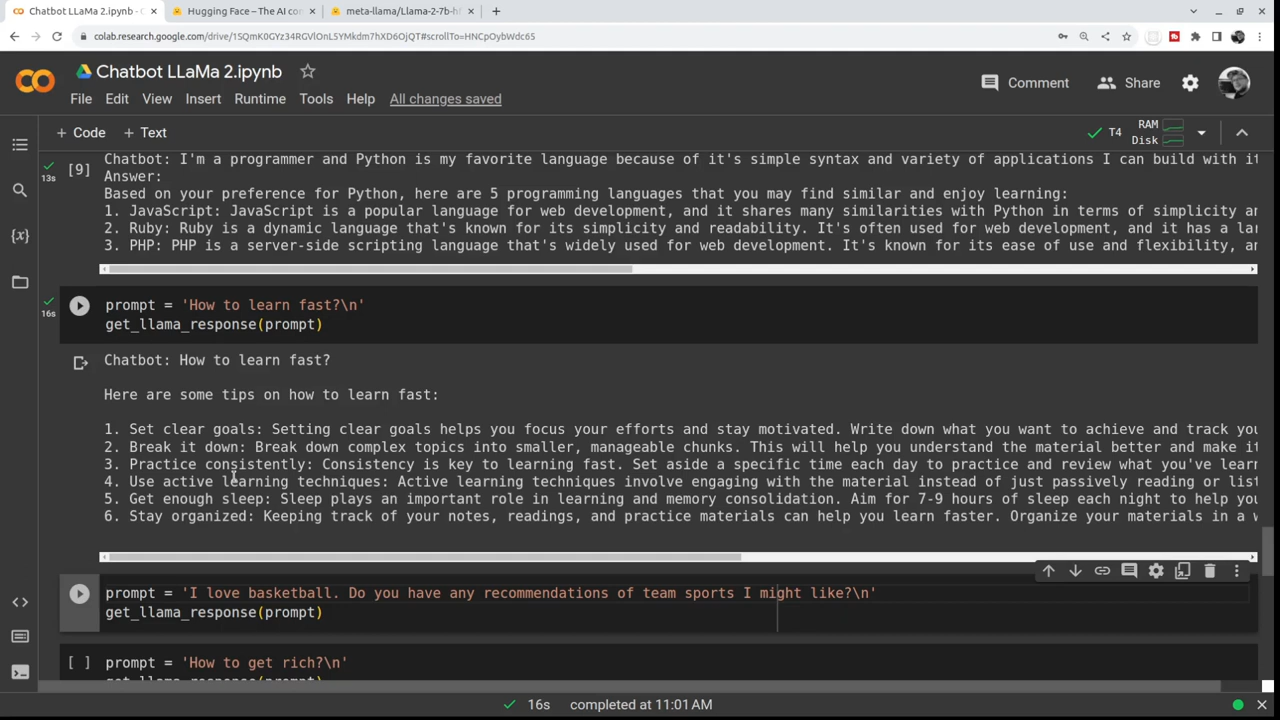 Chatbot LLaMa 2.ipynb - C
Hugging Face – The AI con
meta-llama/Llama-2-7b-h
colab.research.google.com/drive/1SQmK0GYz34RGVlOnL5YMkdm7hXD6OjQT#scrollTo=HNCpOybWdc65
Chatbot LLaMa 2.ipynb
File Edit View Insert Runtime Tools Help All changes saved
Comment Share
+ Code + Text
T4 RAM
Disk
[9] Chatbot: I'm a programmer and Python is my favorite language because of it's simple syntax and variety of applications I can build with it
13s
Answer:
Based on your preference for Python, here are 5 programming languages that you may find similar and enjoy learning:
1. JavaScript: JavaScript is a popular language for web development, and it shares many similarities with Python in terms of simplicity an
2. Ruby: Ruby is a dynamic language that's known for its simplicity and readability. It's often used for web development, and it has a lar
3. PHP: PHP is a server-side scripting language that's widely used for web development. It's known for its ease of use and flexibility, an
16s
prompt = 'How to learn fast?\n'
get_llama_response(prompt)
Chatbot: How to learn fast?
Here are some tips on how to learn fast:
1. Set clear goals: Setting clear goals helps you focus your efforts and stay motivated. Write down what you want to achieve and track you
2. Break it down: Break down complex topics into smaller, manageable chunks. This will help you understand the material better and make it
3. Practice consistently: Consistency is key to learning fast. Set aside a specific time each day to practice and review what you've learn
4. Use active learning techniques: Active learning techniques involve engaging with the material instead of just passively reading or list
5. Get enough sleep: Sleep plays an important role in learning and memory consolidation. Aim for 7-9 hours of sleep each night to help you
6. Stay organized: Keeping track of your notes, readings, and practice materials can help you learn faster. Organize your materials in a w
prompt = 'I love basketball. Do you have any recommendations of team sports I might like?\n'
get_llama_response(prompt)
[ ] prompt = 'How to get rich?\n'
get_llama_response(prompt)
16s completed at 11:01 AM